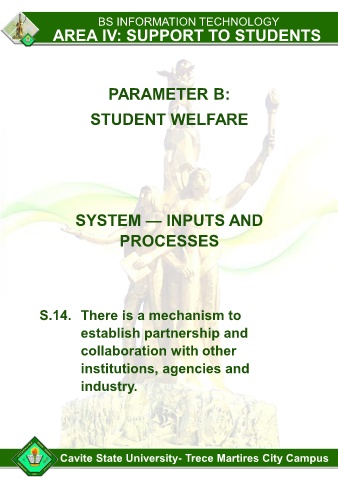 BS INFORMATION TECHNOLOGY
AREA IV: SUPPORT TO STUDENTS
PARAMETER B:
STUDENT WELFARE
SYSTEM — INPUTS AND
PROCESSES
S.14. There is a mechanism to
establish partnership and
collaboration with other
institutions, agencies and
industry.
Cavite State University- Trece Martires City Campus